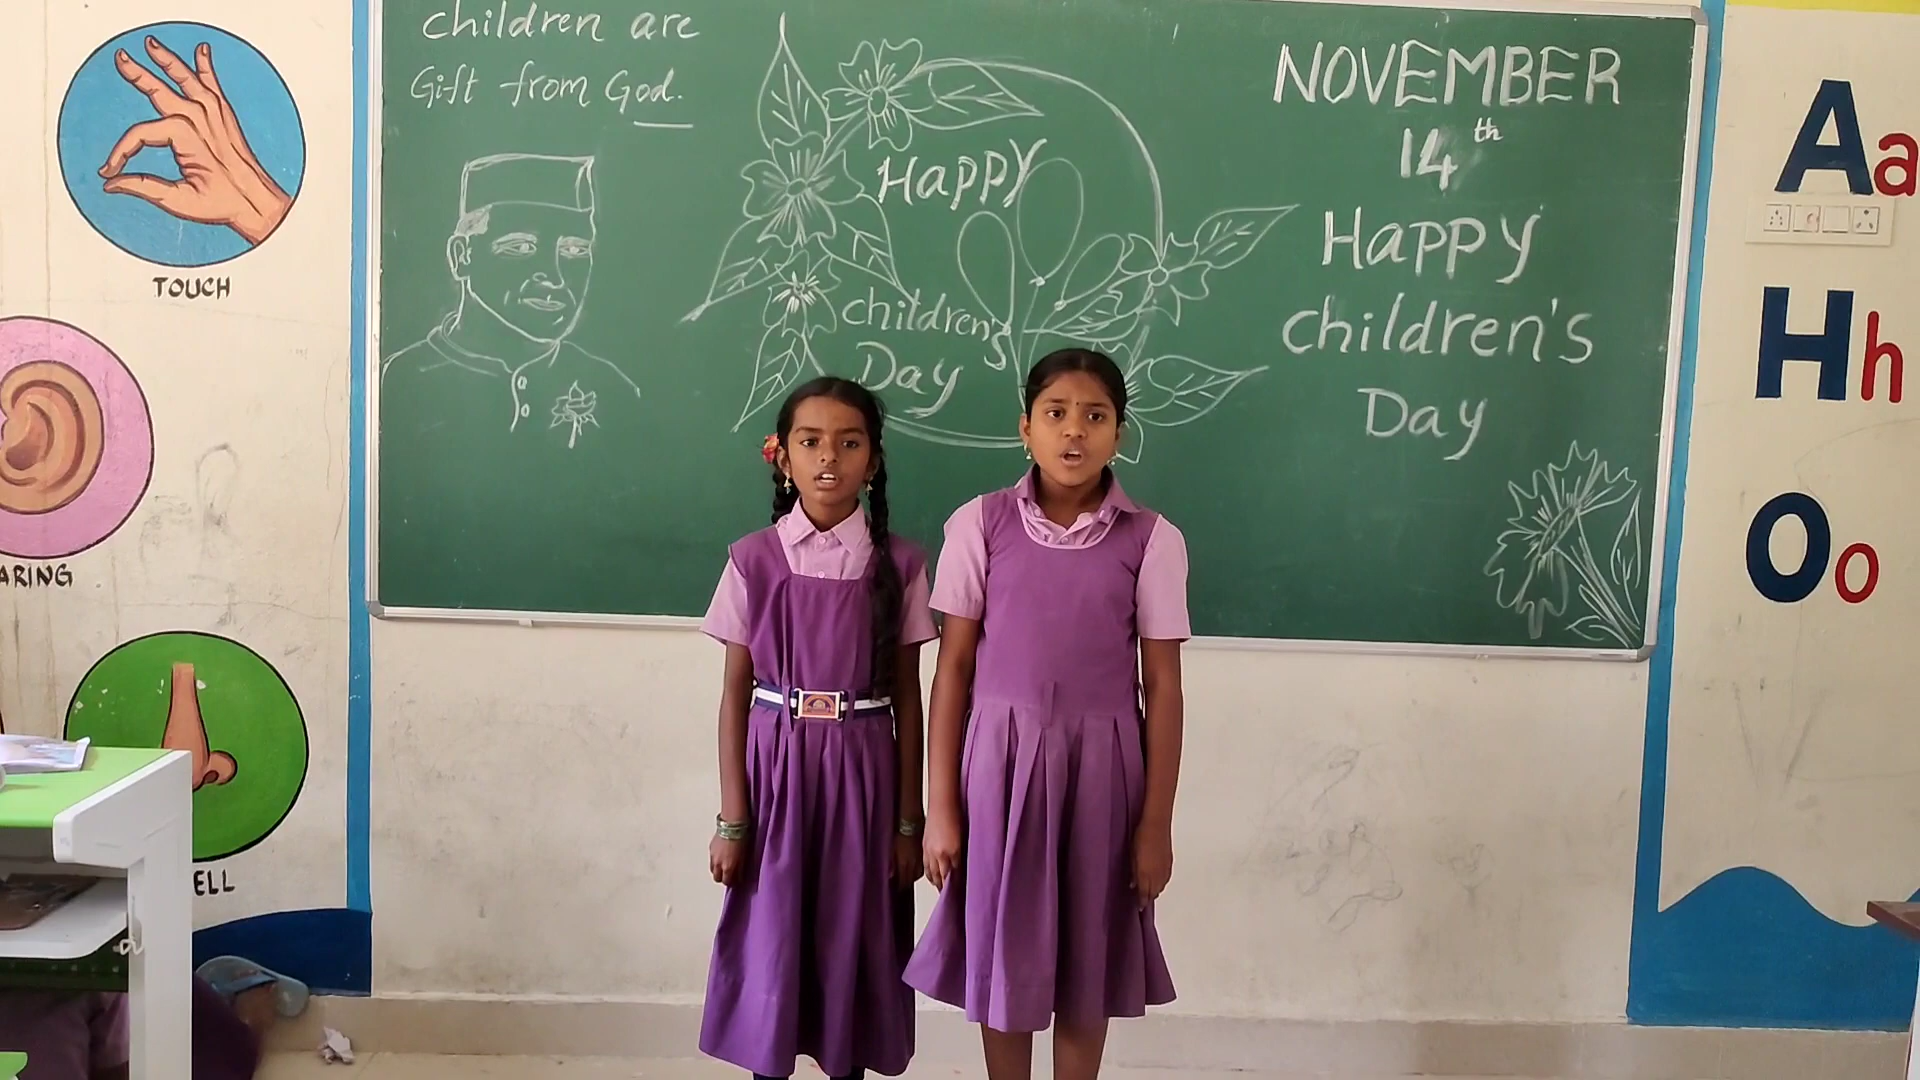 children are
Gift from God.
Happy
children's
Day
NOVEMBER
14th
Happy
children's
Day
TOUCH
ARING
ELL
Aa
Hh
Oo